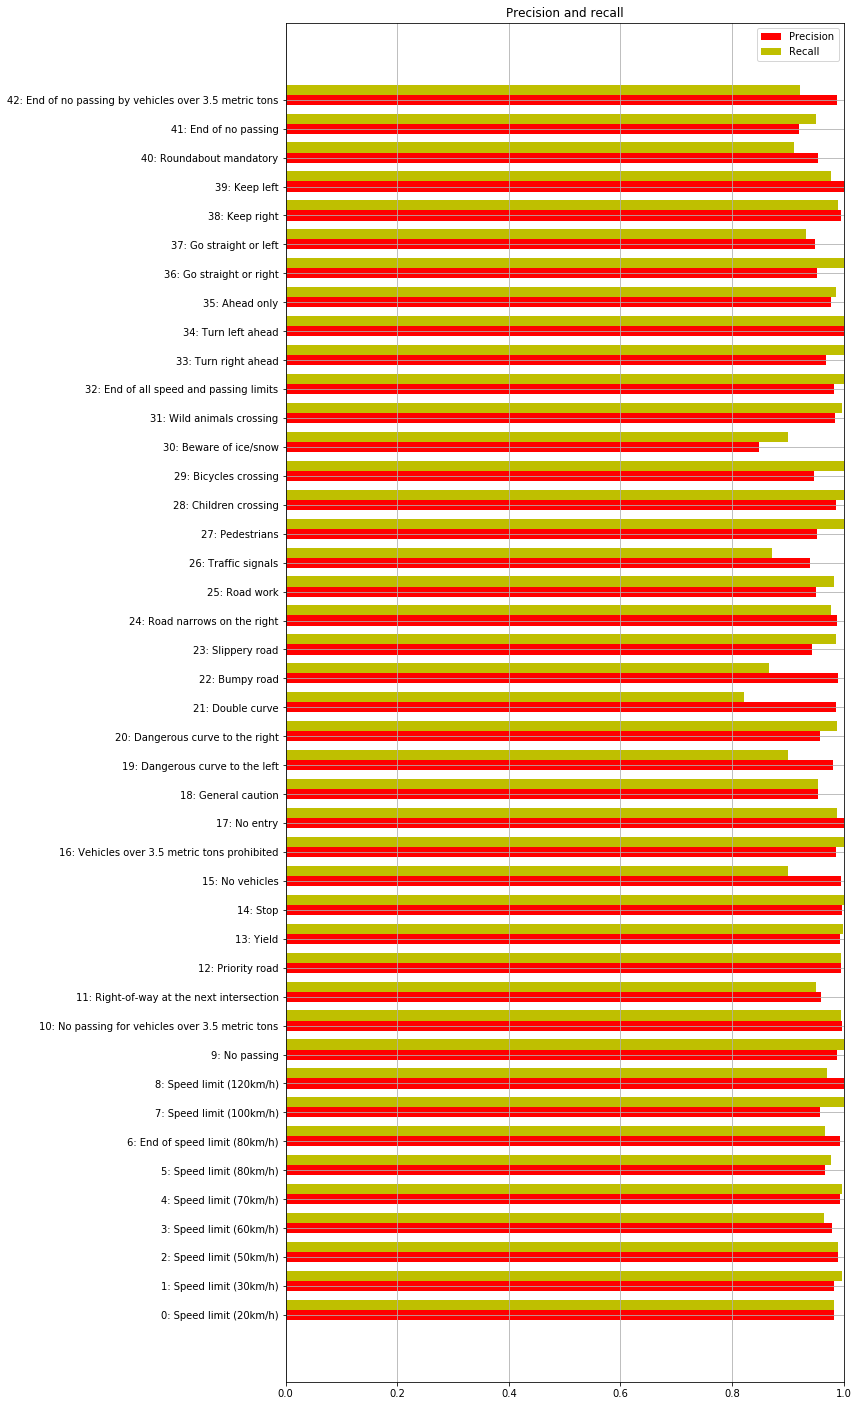 Precision and recall
Precision
Recall
42: End of no passing by vehicles over 3.5 metric tons
41: End of no passing
40: Roundabout mandatory
39: Keep left
38: Keep right
37: Go straight or left
36: Go straight or right
35: Ahead only
34: Turn left ahead
33: Turn right ahead
32: End of all speed and passing limits
31: Wild animals crossing
30: Beware of ice/snow
29: Bicycles crossing
28: Children crossing
27: Pedestrians
26: Traffic signals
25: Road work
24: Road narrows on the right
23: Slippery road
22: Bumpy road
21: Double curve
20: Dangerous curve to the right
19: Dangerous curve to the left
18: General caution
17: No entry
16: Vehicles over 3.5 metric tons prohibited
15: No vehicles
14: Stop
13: Yield
12: Priority road
11: Right-of-way at the next intersection
10: No passing for vehicles over 3.5 metric tons
9: No passing
8: Speed limit (120km/h)
7: Speed limit (100km/h)
6: End of speed limit (80km/h)
5: Speed limit (80km/h)
4: Speed limit (70km/h)
3: Speed limit (60km/h)
2: Speed limit (50km/h)
1: Speed limit (30km/h)
0: Speed limit (20km/h)
0.0 0.2 0.4 0.6 0.8 1.0